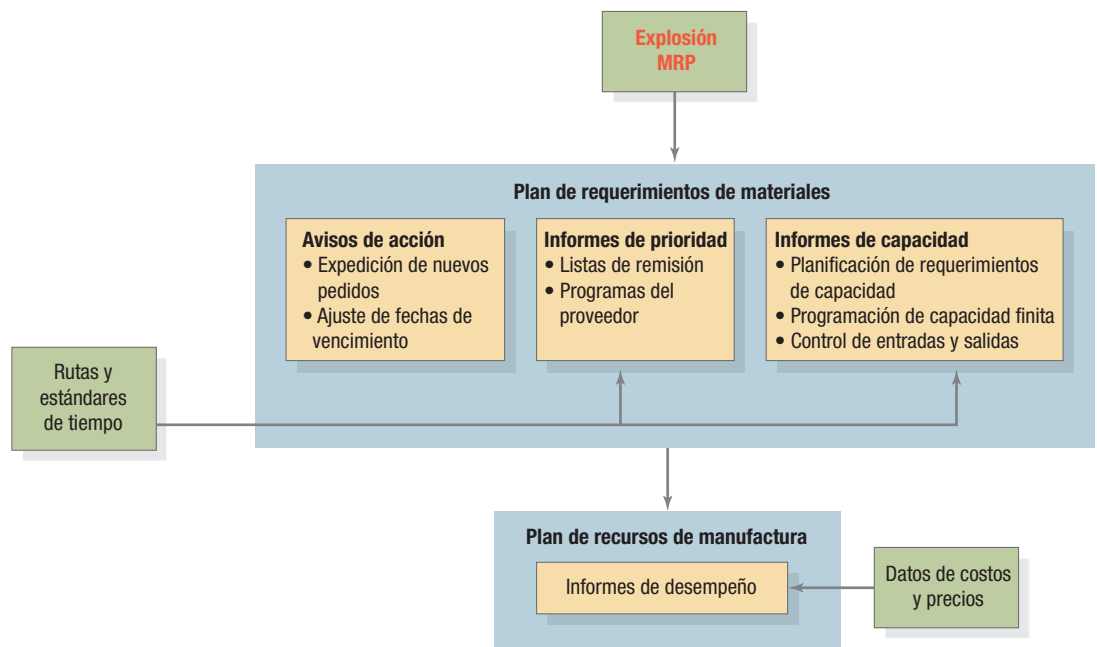 Explosión
MRP
Plan de requerimientos de materiales
Avisos de acción
• Expedición de nuevos
pedidos
• Ajuste de fechas de
vencimiento
Informes de prioridad
• Listas de remisión
• Programas del
proveedor
Informes de capacidad
• Planificación de requerimientos
de capacidad
• Programación de capacidad finita
• Control de entradas y salidas
Rutas y
estándares
de tiempo
Plan de recursos de manufactura
Informes de desempeño
Datos de costos
y precios